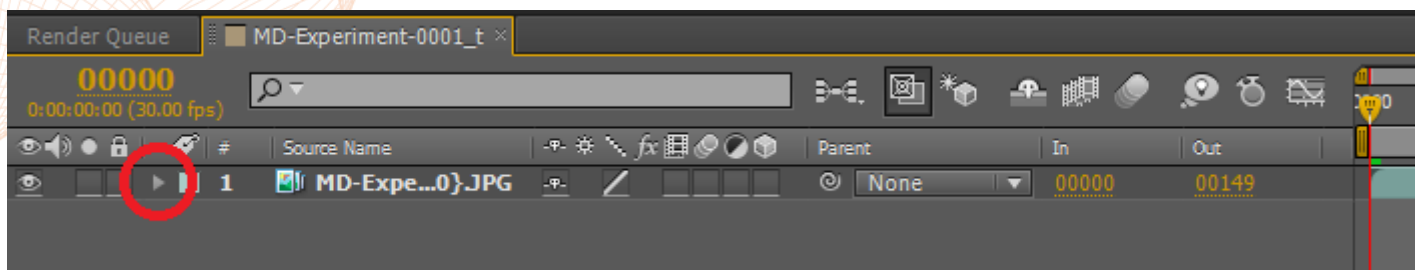 Render Queue MD-Experiment-0001_t ×
00000
0:00:00:00 (30.00 fps)
# Source Name fx Parent In Out
1 MD-Expe...0}.JPG None 00000 00149